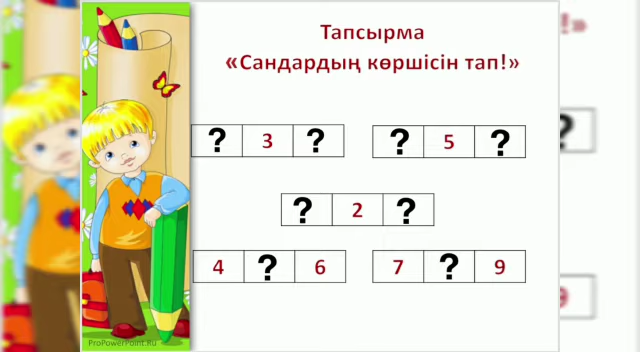 Тапсырма
«Сандардың көршісін тап!»
? 3 ? ? 5 ?
? 2 ?
4 ? 6 7 ? 9
ProPowerPoint.RU